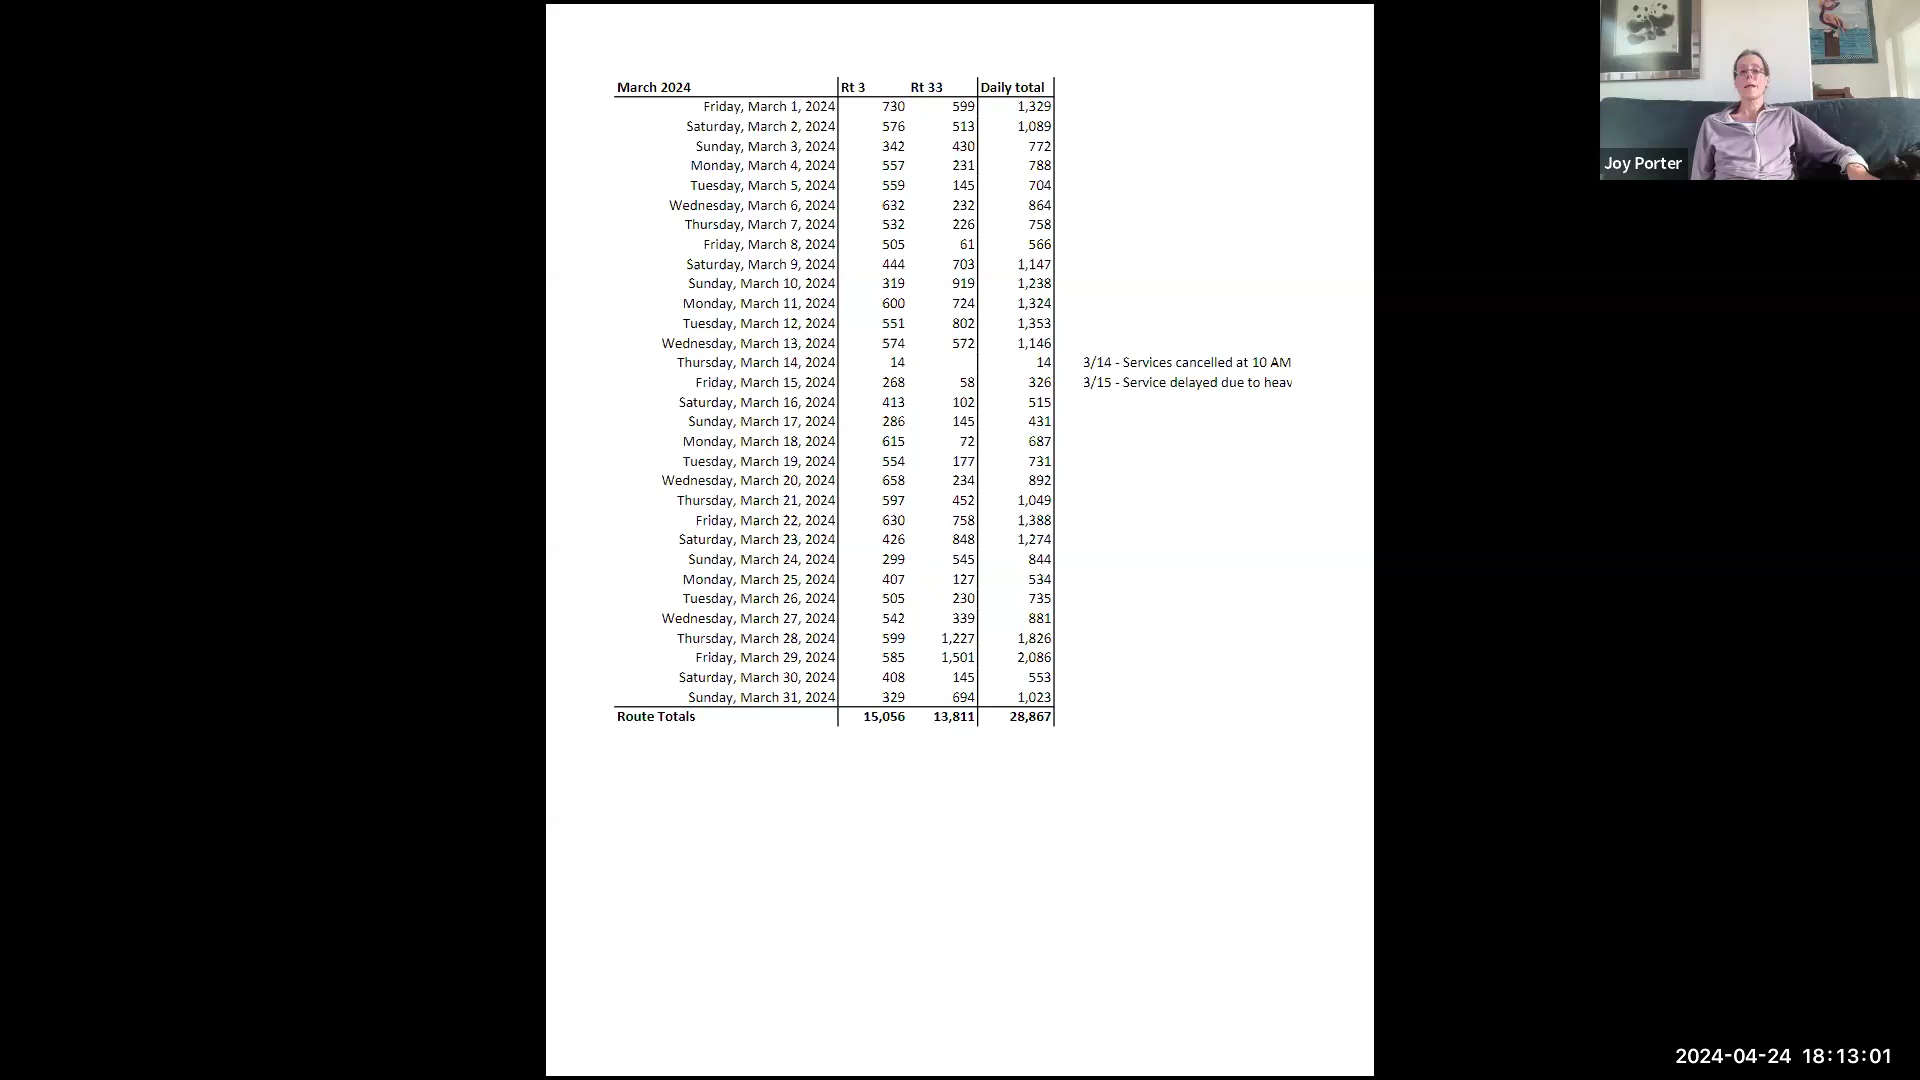 March 2024 Rt 3 Rt 33 Daily total
Friday, March 1, 2024 730 599 1,329
Saturday, March 2, 2024 576 513 1,089
Sunday, March 3, 2024 342 430 772
Monday, March 4, 2024 557 231 788
Tuesday, March 5, 2024 559 145 704
Wednesday, March 6, 2024 632 232 864
Thursday, March 7, 2024 532 226 758
Friday, March 8, 2024 505 61 566
Saturday, March 9, 2024 444 703 1,147
Sunday, March 10, 2024 319 919 1,238
Monday, March 11, 2024 600 724 1,324
Tuesday, March 12, 2024 551 802 1,353
Wednesday, March 13, 2024 574 572 1,146
Thursday, March 14, 2024 14 14 3/14 - Services cancelled at 10 AM
Friday, March 15, 2024 268 58 326 3/15 - Service delayed due to heav
Saturday, March 16, 2024 413 102 515
Sunday, March 17, 2024 286 145 431
Monday, March 18, 2024 615 72 687
Tuesday, March 19, 2024 554 177 731
Wednesday, March 20, 2024 658 234 892
Thursday, March 21, 2024 597 452 1,049
Friday, March 22, 2024 630 758 1,388
Saturday, March 23, 2024 426 848 1,274
Sunday, March 24, 2024 299 545 844
Monday, March 25, 2024 407 127 534
Tuesday, March 26, 2024 505 230 735
Wednesday, March 27, 2024 542 339 881
Thursday, March 28, 2024 599 1,227 1,826
Friday, March 29, 2024 585 1,501 2,086
Saturday, March 30, 2024 408 145 553
Sunday, March 31, 2024 329 694 1,023
Route Totals 15,056 13,811 28,867
Joy Porter
2024-04-24 18:13:01